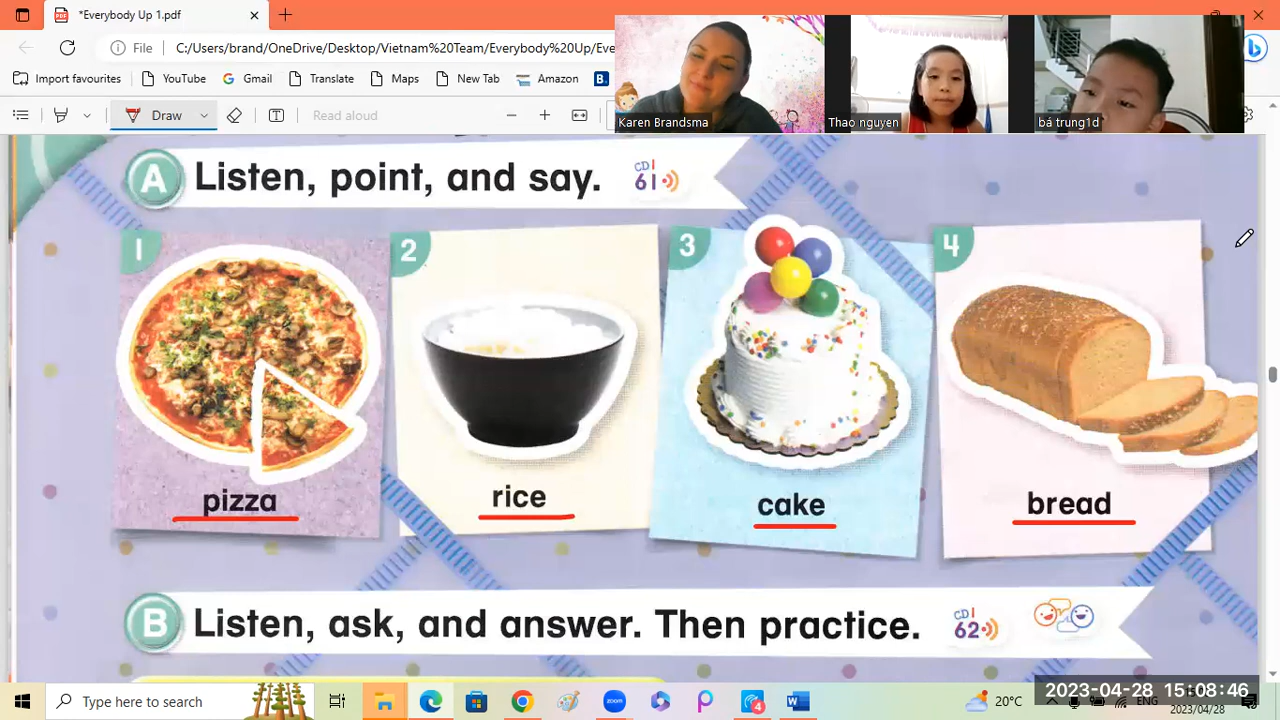 *Everybody Up 1.pdf
File C:/Users/brano/OneDrive/Desktop/Vietnam%20Team/Everybody%20Up/Eve
Import favourites YouTube Gmail Translate Maps New Tab Amazon B.
Draw Read aloud
Karen Brandsma Thao nguyen bá trung1d
A Listen, point, and say. CD1 61
1 2 3 4
pizza rice cake bread
B Listen, ask, and answer. Then practice. CD1 62
Type here to search zoom 4 20°C ENG
2023-04-28 15:08:46
2023/04/28